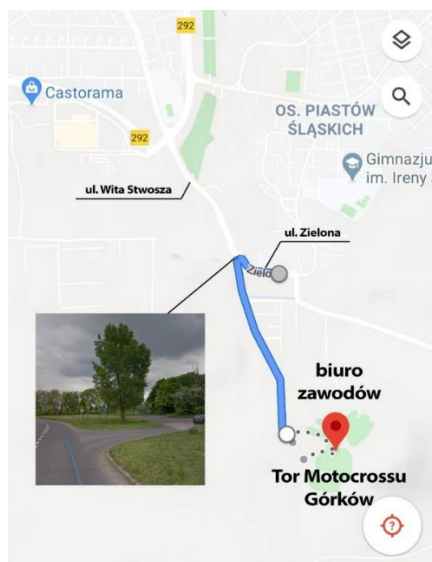 292
Castorama
OS. PIASTÓW
ŚLĄSKICH
292
Gimnazju
im. Ireny
ul. Wita Stwosza
ul. Zielona
Zielo
biuro
zawodów
Tor Motocrossu
Górków
?